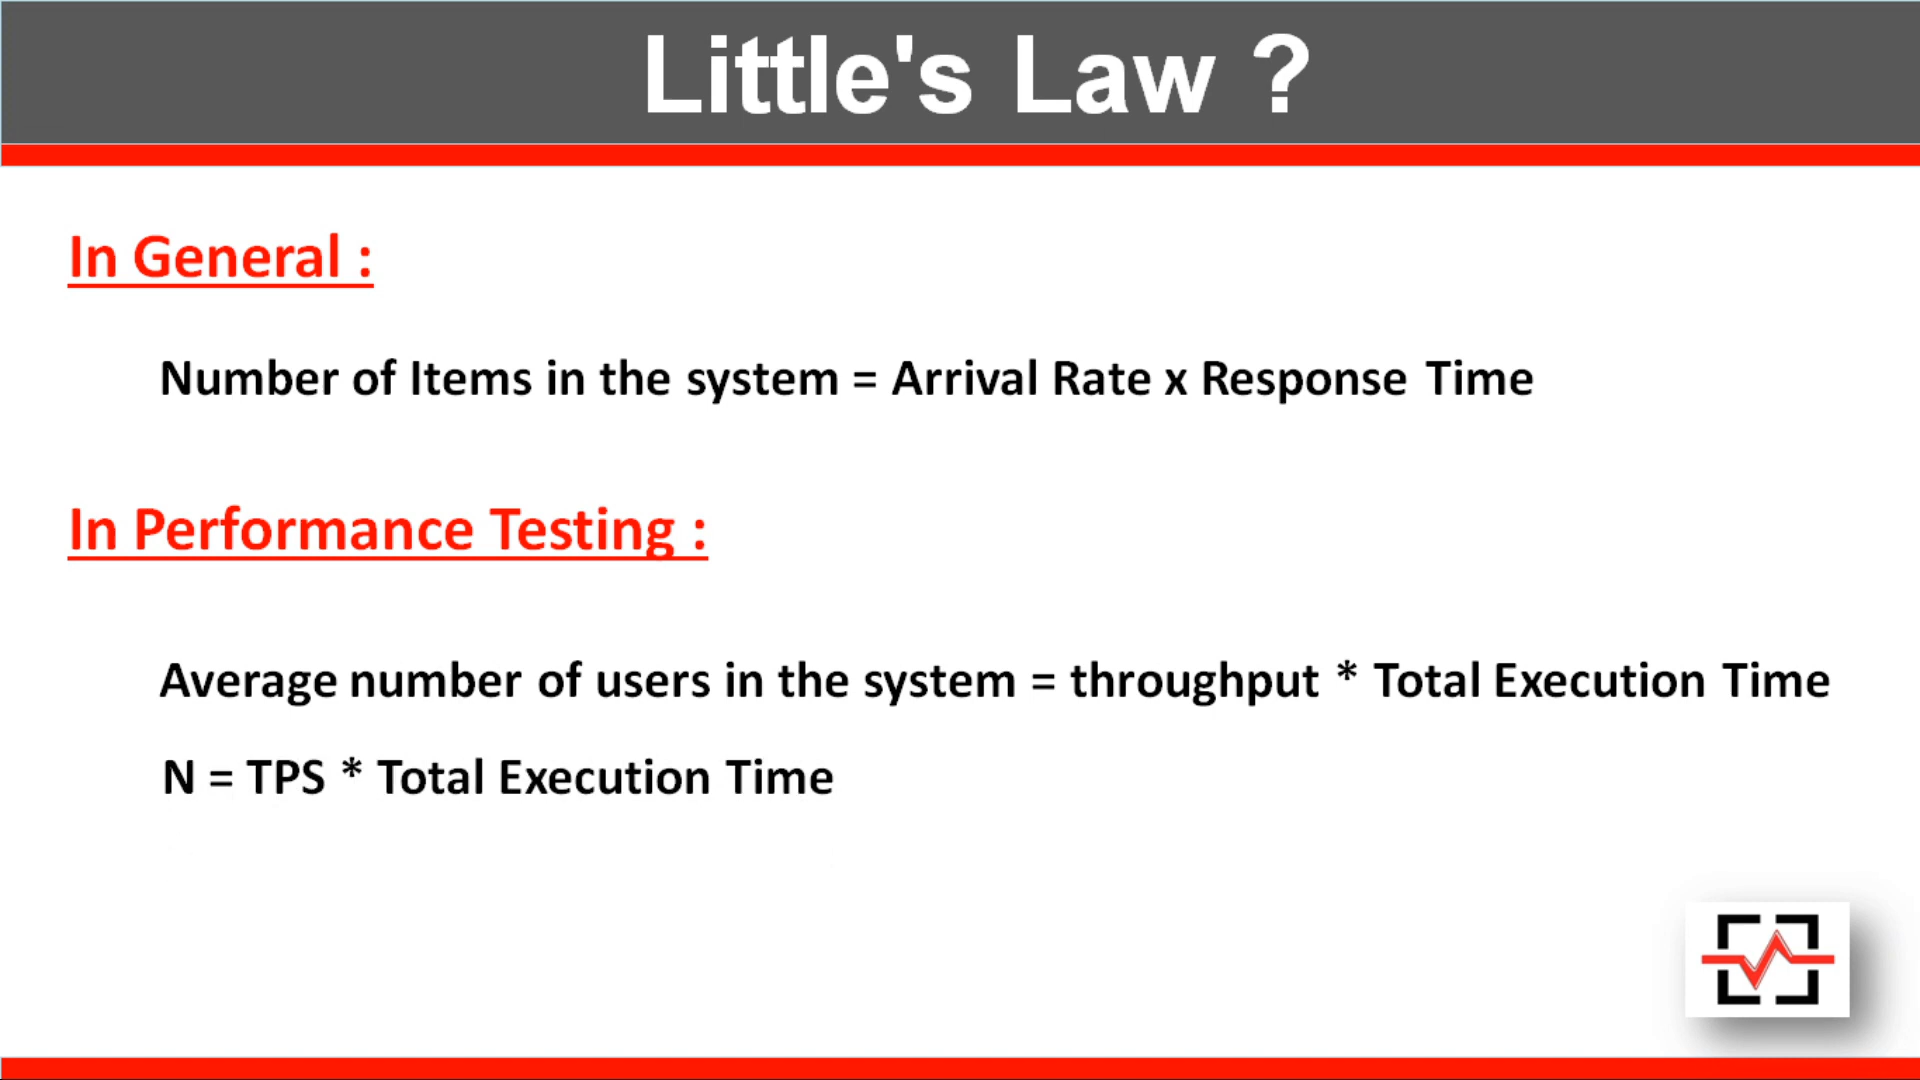 Little's Law ?
In General :
Number of Items in the system = Arrival Rate x Response Time
In Performance Testing :
Average number of users in the system = throughput * Total Execution Time
N = TPS * Total Execution Time